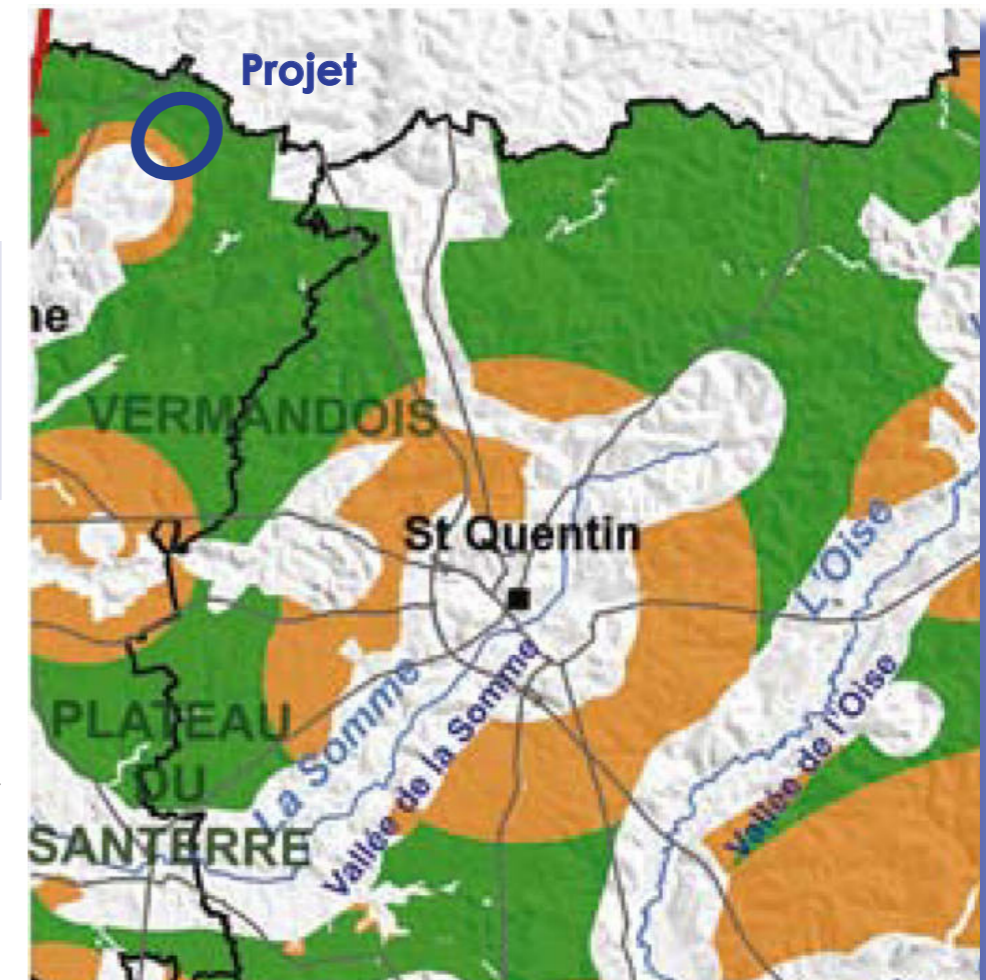 Projet
ne
VERMANDOIS
St Quentin
L'Oise
La Somme
Vallée de la Somme
Vallée de l'Oise
PLATEAU
DU
SANTERRE